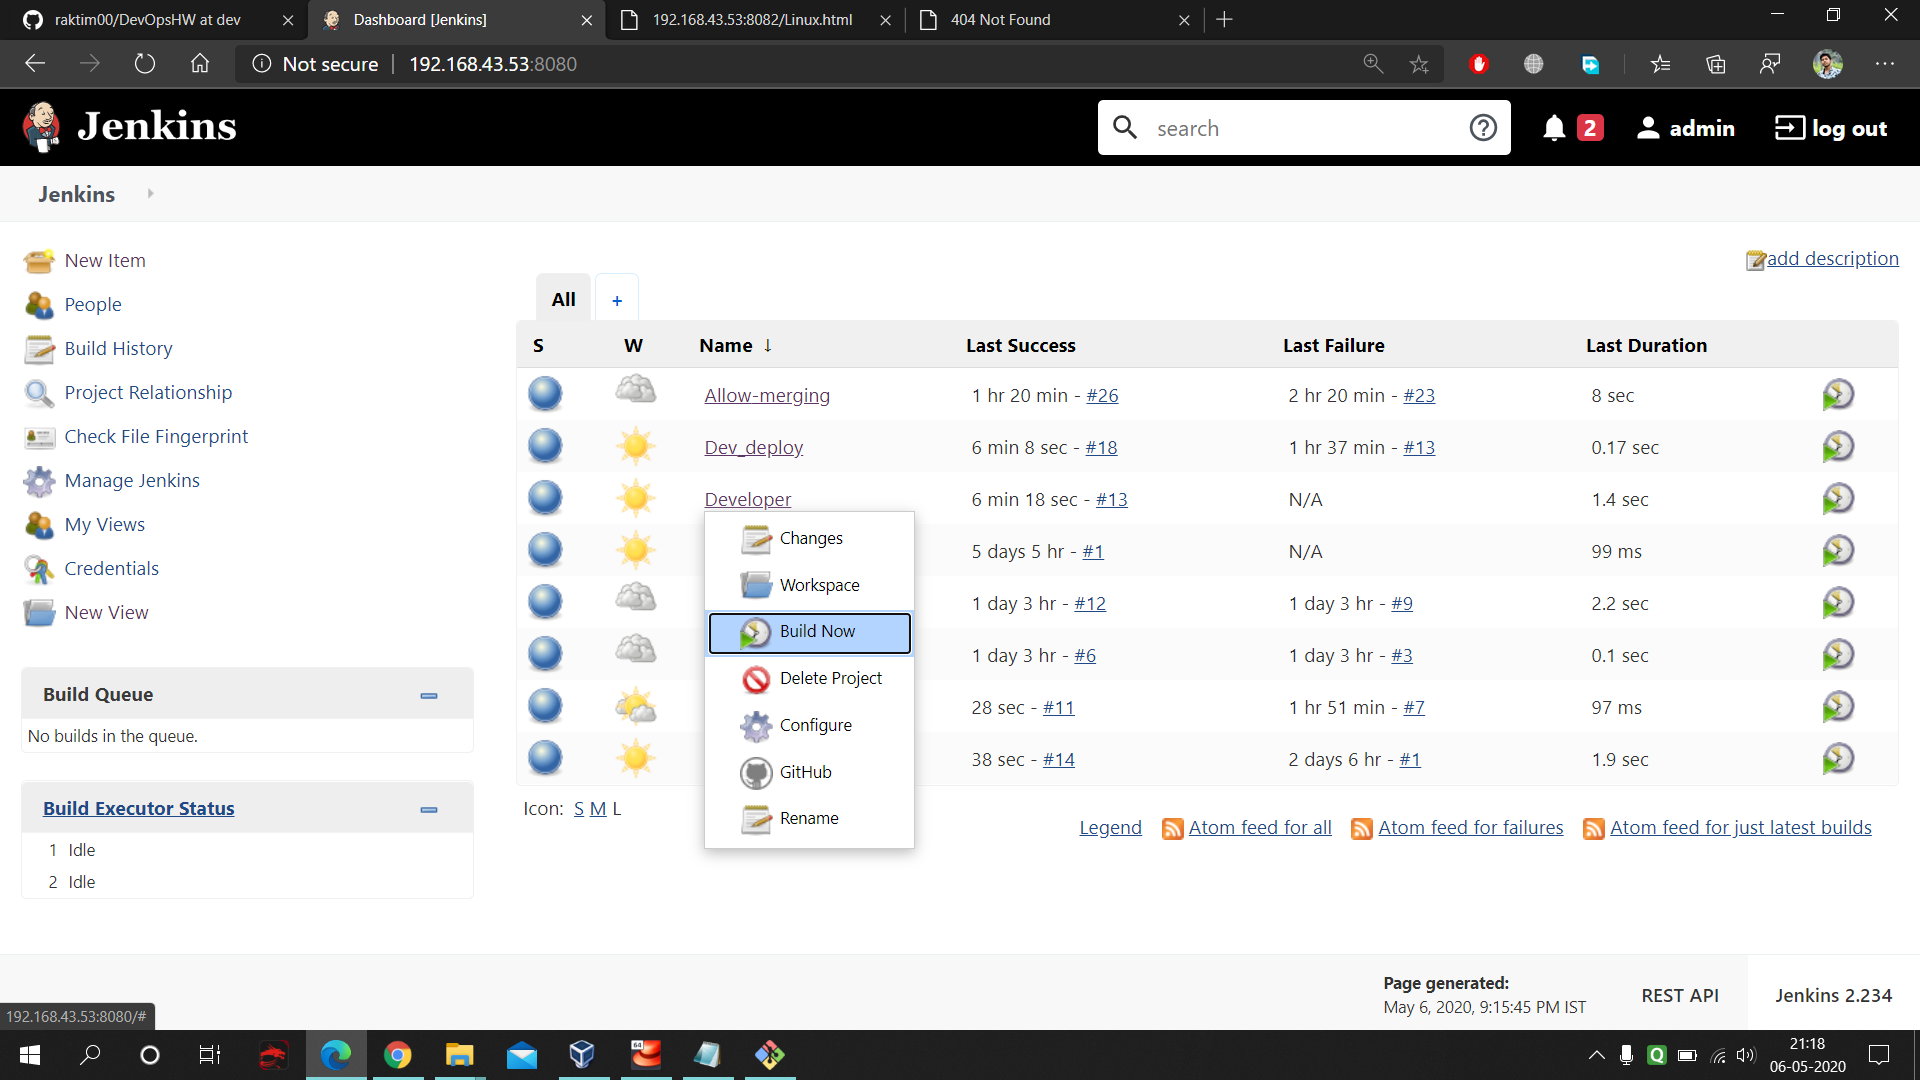 raktim00/DevOpsHW at dev
Dashboard [Jenkins]
192.168.43.53:8082/Linux.html
404 Not Found
Not secure
192.168.43.53:8080
Jenkins
search
2
admin
log out
Jenkins
New Item
People
Build History
Project Relationship
Check File Fingerprint
Manage Jenkins
My Views
Credentials
New View
Build Queue
No builds in the queue.
Build Executor Status
1 Idle
2 Idle
add description
All +
S W Name ↓ Last Success Last Failure Last Duration
Allow-merging 1 hr 20 min - #26 2 hr 20 min - #23 8 sec
Dev_deploy 6 min 8 sec - #18 1 hr 37 min - #13 0.17 sec
Developer 6 min 18 sec - #13 N/A 1.4 sec
5 days 5 hr - #1 N/A 99 ms
1 day 3 hr - #12 1 day 3 hr - #9 2.2 sec
1 day 3 hr - #6 1 day 3 hr - #3 0.1 sec
28 sec - #11 1 hr 51 min - #7 97 ms
38 sec - #14 2 days 6 hr - #1 1.9 sec
Changes
Workspace
Build Now
Delete Project
Configure
GitHub
Rename
Icon: S M L
Legend Atom feed for all Atom feed for failures Atom feed for just latest builds
Page generated:
May 6, 2020, 9:15:45 PM IST
REST API
Jenkins 2.234
192.168.43.53:8080/#
64
Q
21:18
06-05-2020